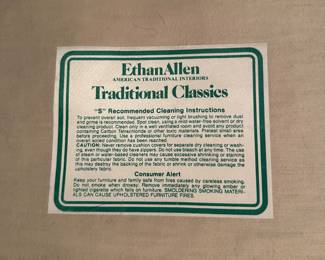 EthanAllen
AMERICAN TRADITIONAL INTERIORS
Traditional Classics
"S" Recommended Cleaning Instructions
To prevent overall soil, frequent vacuuming or light brushing to remove dust
and grime is recommended. Spot clean, using a mild water-free solvent or dry
cleaning product. Clean only in a well ventilated room and avoid any product
containing Carbon Tetrachloride or other toxic materials. Pretest small area
before proceeding. Use a professional furniture cleaning service when an
overall soiled condition has been reached.
CAUTION: Never remove cushion covers for separate dry cleaning or wash-
ing, even though they do have zippers. Do not use bleach at any time. The use
of steam or water-based cleaners may cause excessive shrinking or staining
of this particular fabric. Do not use any tumble method cleaning service as
this may destroy the backing of the fabric or shrink or otherwise damage the
upholstery fabric.
Consumer Alert
Keep your furniture and family safe from fires caused by careless smoking.
Do not smoke when drowsy. Remove immediately any glowing ember or
lighted cigarette which falls on furniture. SMOLDERING SMOKING MATERI-
ALS CAN CAUSE UPHOLSTERED FURNITURE FIRES.